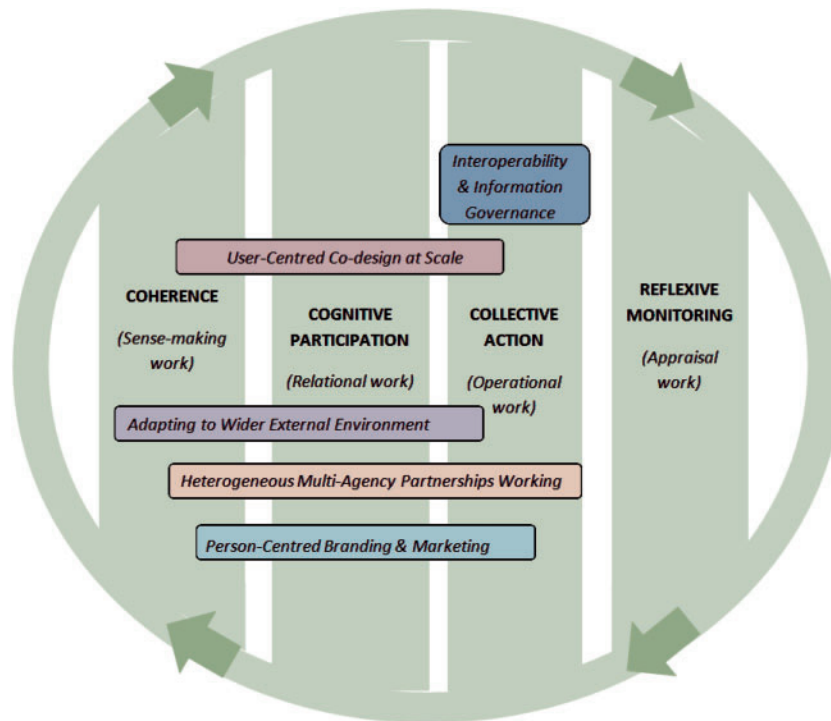 Interoperability
& Information
Governance
User-Centred Co-design at Scale
COHERENCE
(Sense-making
work)
COGNITIVE
PARTICIPATION
(Relational work)
COLLECTIVE
ACTION
(Operational
work)
REFLEXIVE
MONITORING
(Appraisal
work)
Adapting to Wider External Environment
Heterogeneous Multi-Agency Partnerships Working
Person-Centred Branding & Marketing